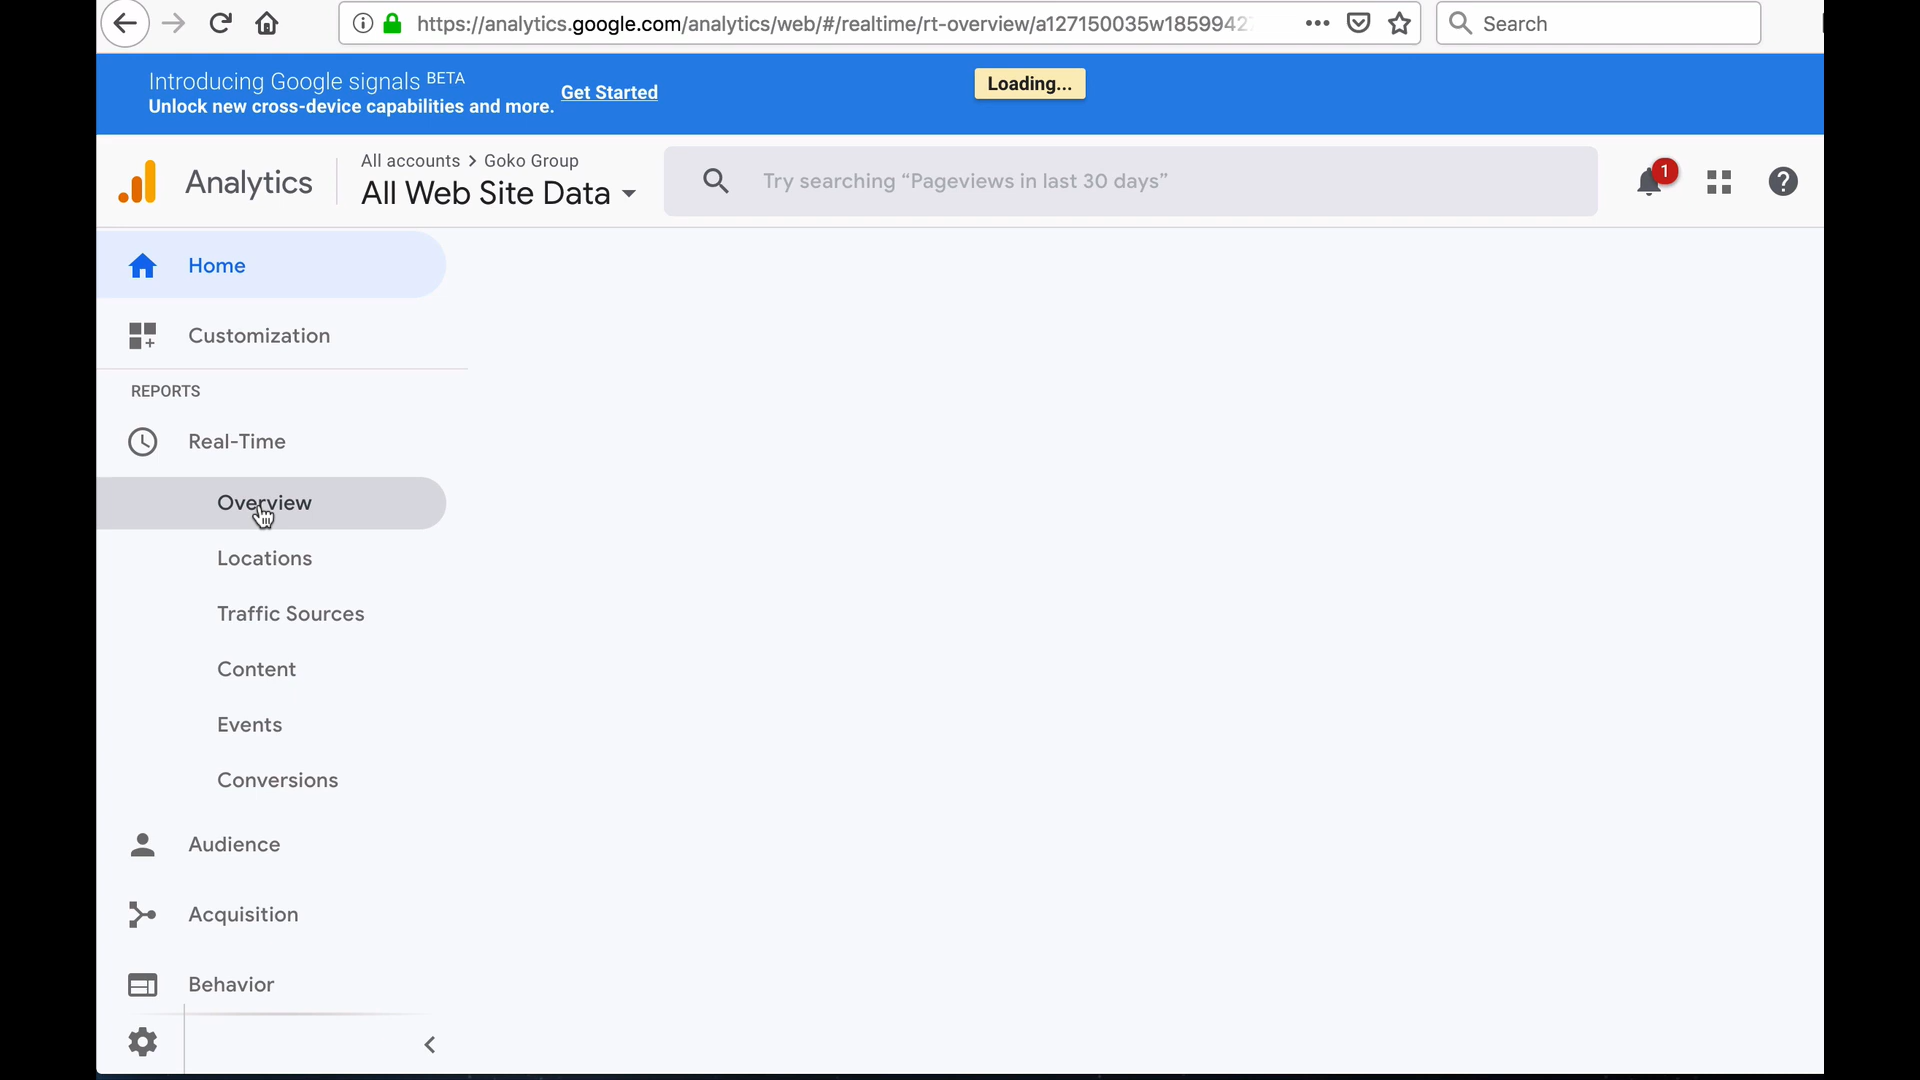 https://analytics.google.com/analytics/web/#/realtime/rt-overview/a127150035w1859942
Search
Introducing Google signals BETA
Unlock new cross-device capabilities and more.
Get Started
Loading...
Analytics
All accounts > Goko Group
All Web Site Data
Try searching “Pageviews in last 30 days”
1
Home
Customization
REPORTS
Real-Time
Overview
Locations
Traffic Sources
Content
Events
Conversions
Audience
Acquisition
Behavior